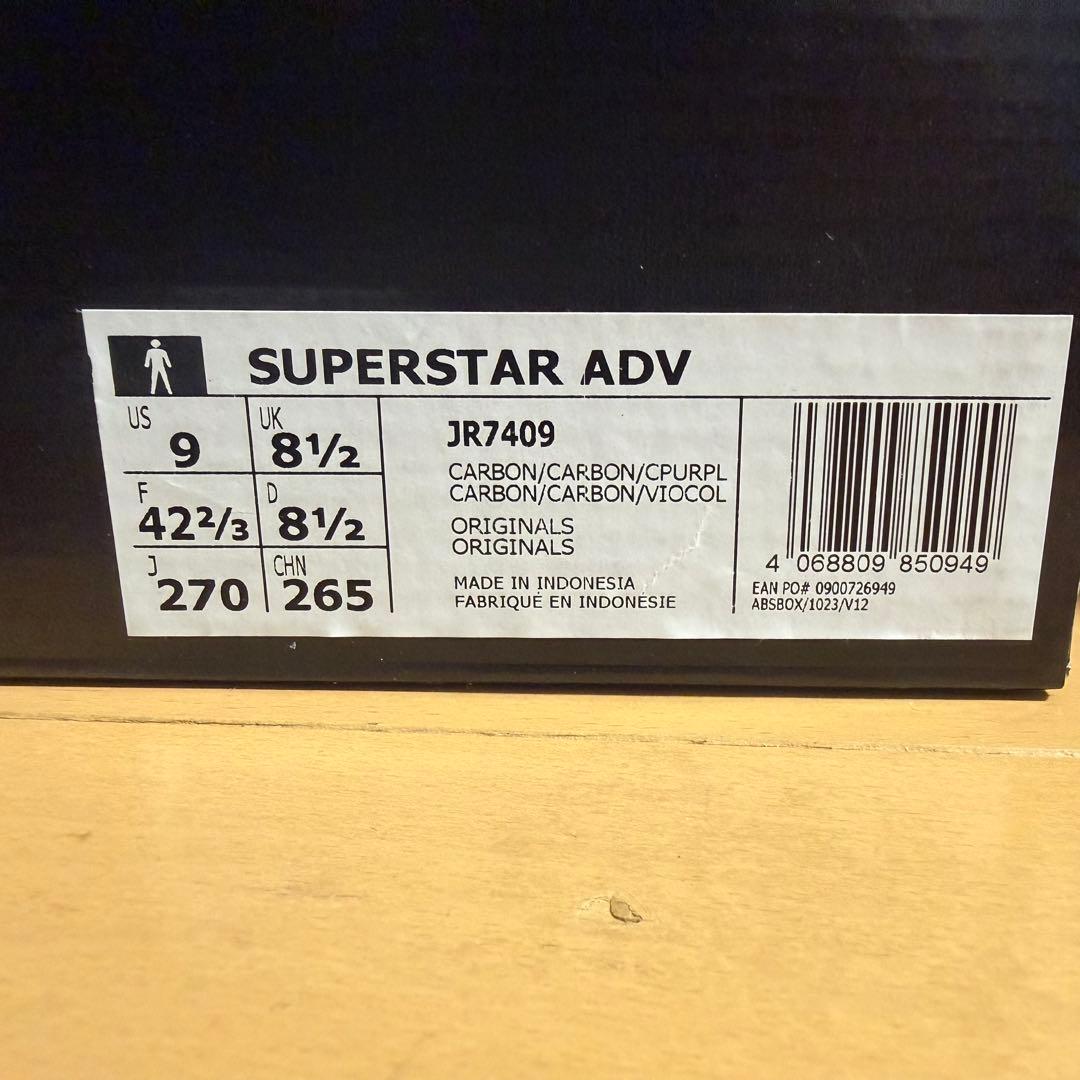 SUPERSTAR ADV
US 9 UK 8½
F 42⅔ D 8½
J 270 CHN 265
JR7409
CARBON/CARBON/CPURPL
CARBON/CARBON/VIOCOL
ORIGINALS
ORIGINALS
MADE IN INDONESIA
FABRIQUÉ EN INDONÉSIE
4 068809 850949
EAN PO# 0900726949
ABSBOX/1023/V12